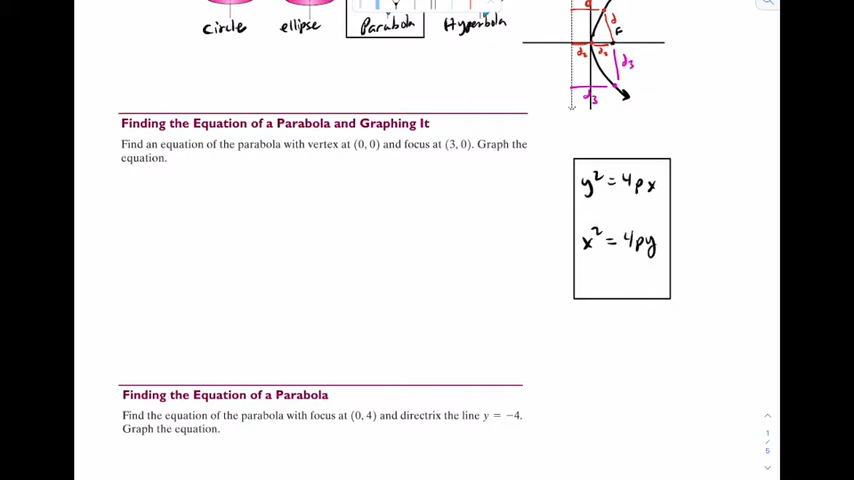 circle ellipse Parabola Hyperbola
d
F
d₂ d₂
d₃
d₃
Finding the Equation of a Parabola and Graphing It
Find an equation of the parabola with vertex at (0, 0) and focus at (3, 0). Graph the
equation.
y² = 4px
x² = 4py
Finding the Equation of a Parabola
Find the equation of the parabola with focus at (0, 4) and directrix the line y = −4.
Graph the equation.
1
/
5